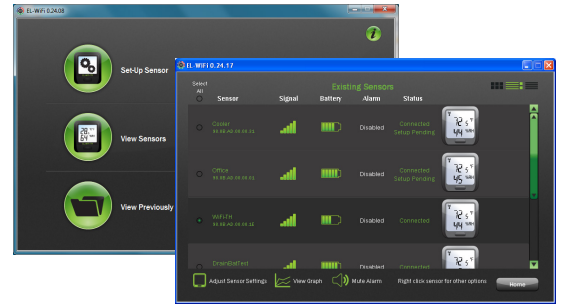 EL-WiFi 0.24.08
Set-Up Sensor
View Sensors
View Previously
EL-WiFi 0.24.17
Existing Sensors
Select
All
Sensor Signal Battery Alarm Status
Cooler Disabled Connected
Setup Pending
Office Disabled Connected
Setup Pending
WiFi-TH Disabled Connected
DrainBatTest Disabled Connected
Adjust Sensor Settings View Graph Mute Alarm Right click sensor for other options Home